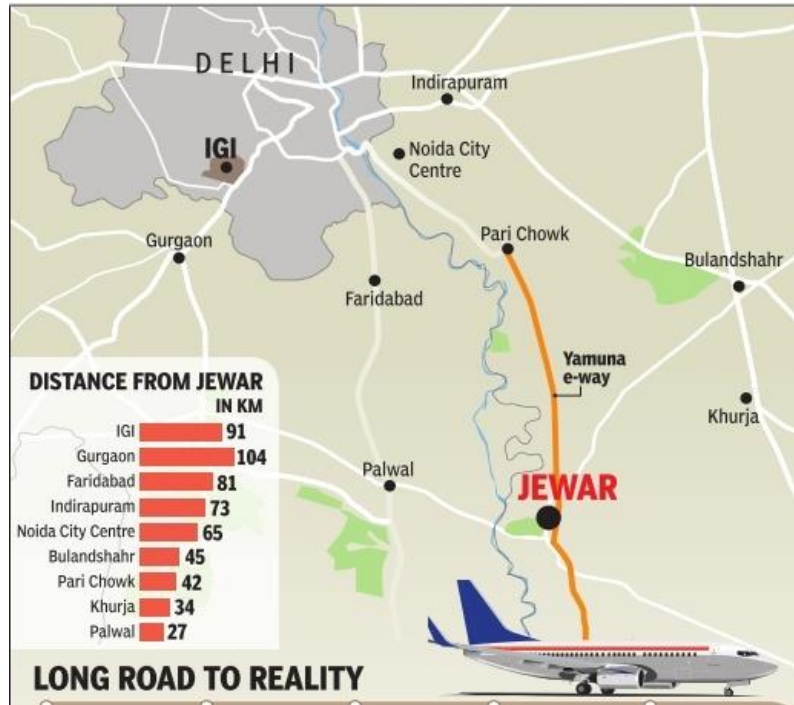 DELHI
Indirapuram
IGI
Noida City
Centre
Pari Chowk
Gurgaon
Bulandshahr
Faridabad
Yamuna
e-way
Khurja
Palwal
JEWAR
DISTANCE FROM JEWAR
IN KM
IGI 91
Gurgaon 104
Faridabad 81
Indirapuram 73
Noida City Centre 65
Bulandshahr 45
Pari Chowk 42
Khurja 34
Palwal 27
LONG ROAD TO REALITY